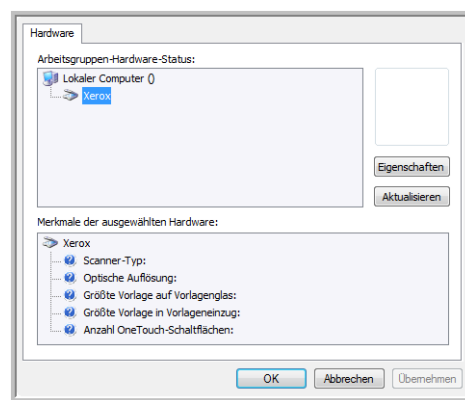 Hardware
Arbeitsgruppen-Hardware-Status:
Lokaler Computer ()
Xerox
Eigenschaften
Aktualisieren
Merkmale der ausgewählten Hardware:
Xerox
Scanner-Typ:
Optische Auflösung:
Größte Vorlage auf Vorlagenglas:
Größte Vorlage in Vorlageneinzug:
Anzahl OneTouch-Schaltflächen:
OK Abbrechen Übernehmen